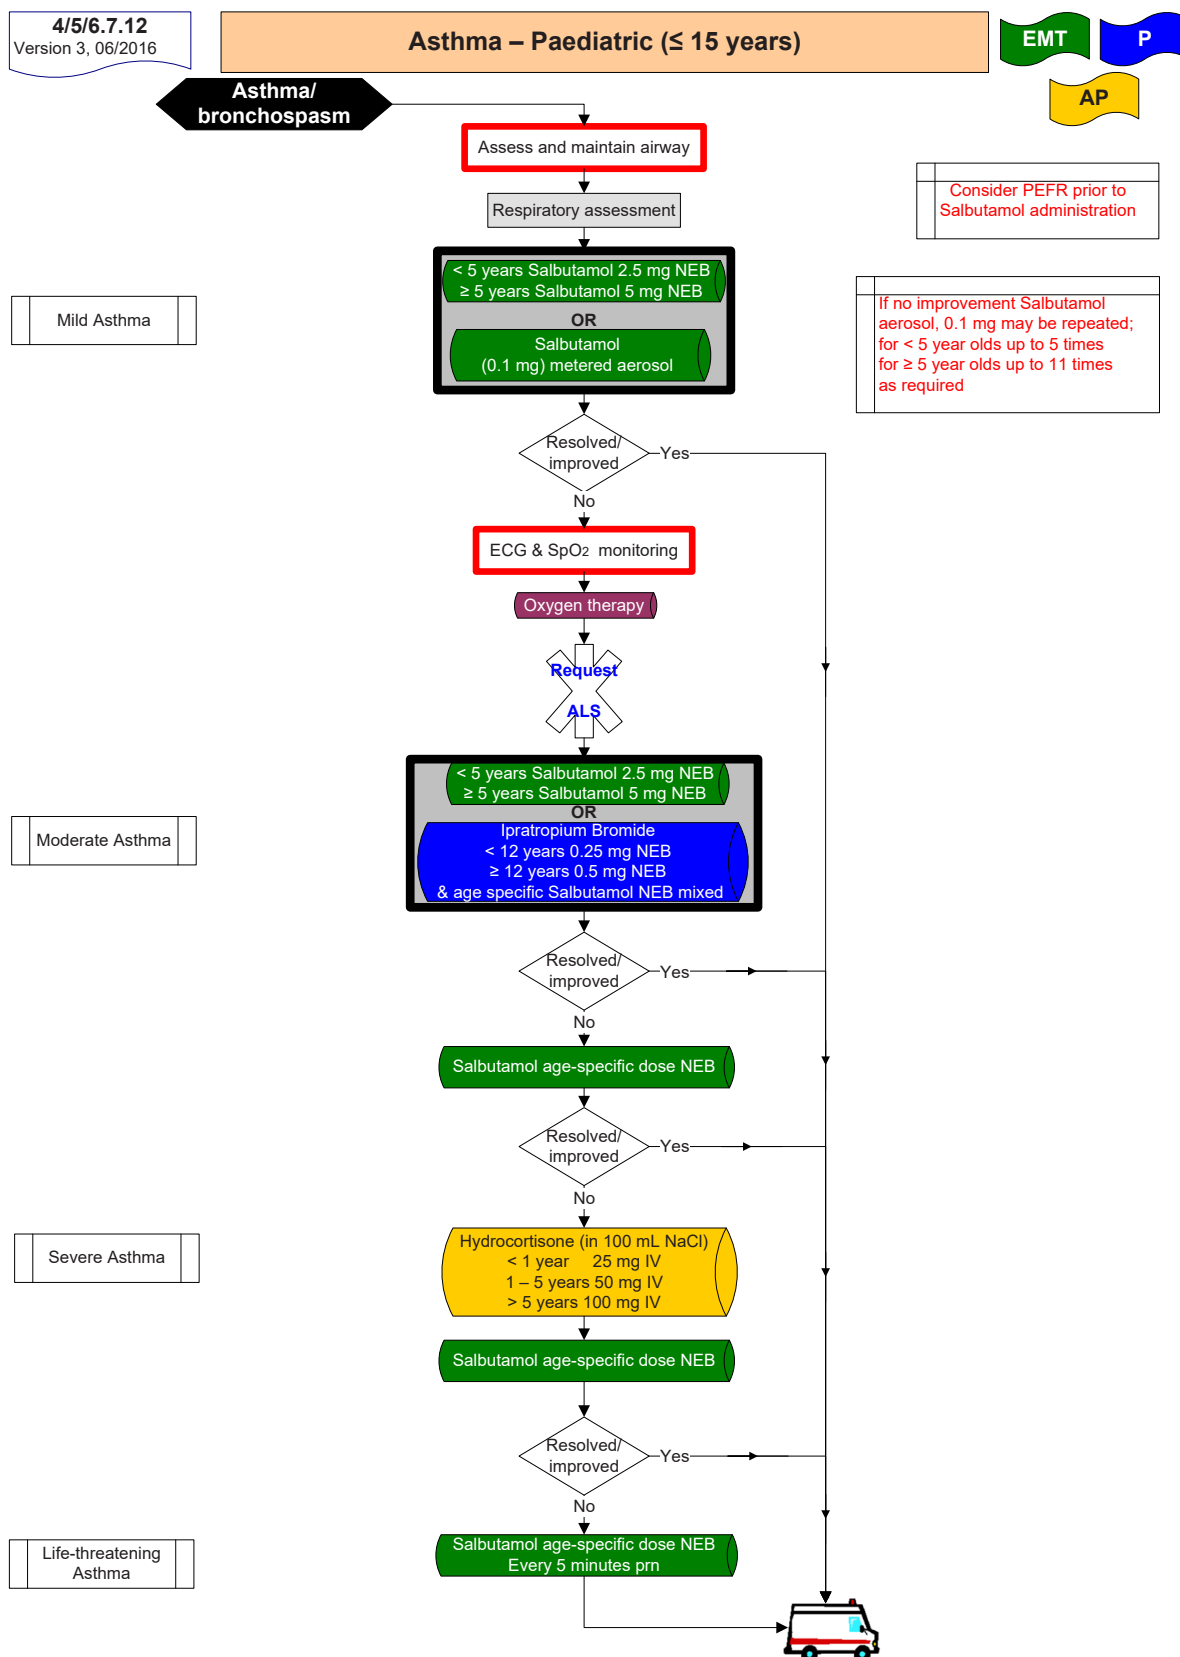 4/5/6.7.12
Version 3, 06/2016
Asthma – Paediatric (≤ 15 years)
EMT
P
AP
Asthma/
bronchospasm
Assess and maintain airway
Respiratory assessment
Consider PEFR prior to
Salbutamol administration
Mild Asthma
< 5 years Salbutamol 2.5 mg NEB
≥ 5 years Salbutamol 5 mg NEB
OR
Salbutamol
(0.1 mg) metered aerosol
If no improvement Salbutamol
aerosol, 0.1 mg may be repeated;
for < 5 year olds up to 5 times
for ≥ 5 year olds up to 11 times
as required
Resolved/
improved
Yes
No
ECG & SpO2 monitoring
Oxygen therapy
Request
ALS
Moderate Asthma
< 5 years Salbutamol 2.5 mg NEB
≥ 5 years Salbutamol 5 mg NEB
OR
Ipratropium Bromide
< 12 years 0.25 mg NEB
≥ 12 years 0.5 mg NEB
& age specific Salbutamol NEB mixed
Resolved/
improved
Yes
No
Salbutamol age-specific dose NEB
Resolved/
improved
Yes
No
Severe Asthma
Hydrocortisone (in 100 mL NaCl)
< 1 year 25 mg IV
1 – 5 years 50 mg IV
> 5 years 100 mg IV
Salbutamol age-specific dose NEB
Resolved/
improved
Yes
No
Life-threatening
Asthma
Salbutamol age-specific dose NEB
Every 5 minutes prn